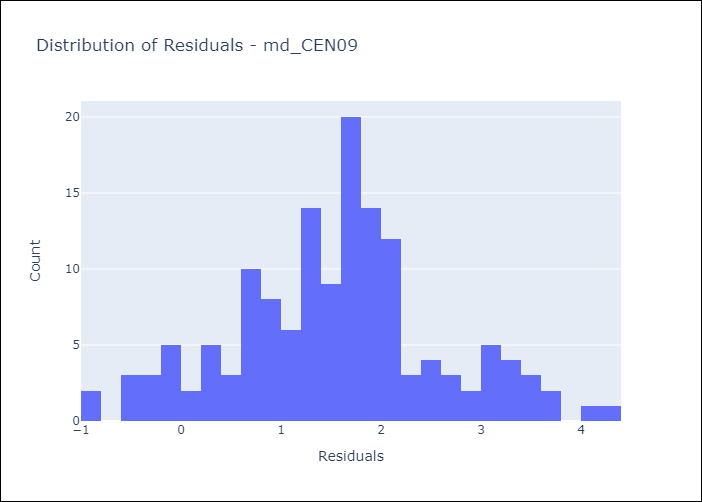 Distribution of Residuals - md_CEN09
20
15
10
5
0
Count
−1 0 1 2 3 4
Residuals